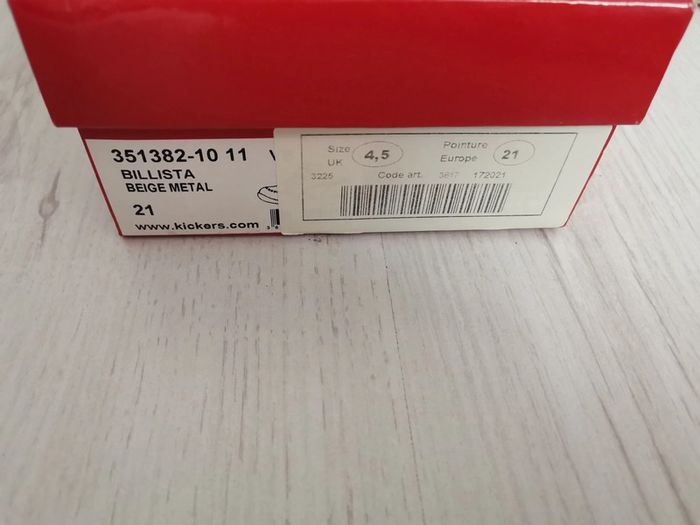 351382-10 11 V
BILLISTA
BEIGE METAL
21
www.kickers.com
Size
UK
4,5
Pointure
Europe
21
3225 Code art. 3617 172021